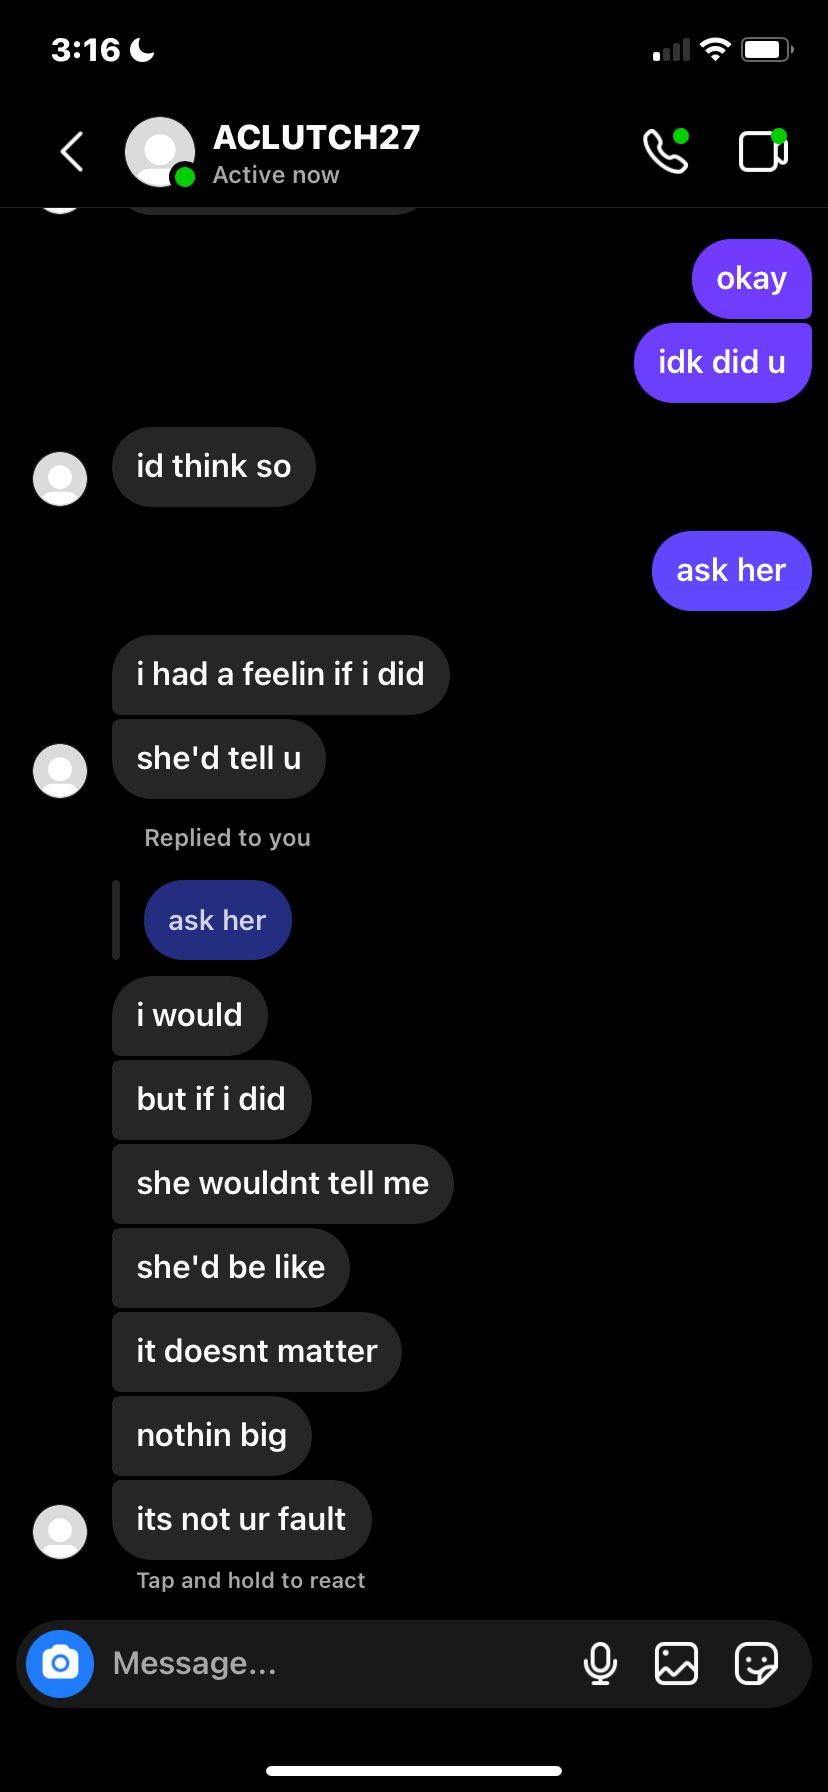 3:16
ACLUTCH27
Active now
okay
idk did u
id think so
ask her
i had a feelin if i did
she'd tell u
Replied to you
ask her
i would
but if i did
she wouldnt tell me
she'd be like
it doesnt matter
nothin big
its not ur fault
Tap and hold to react
Message...